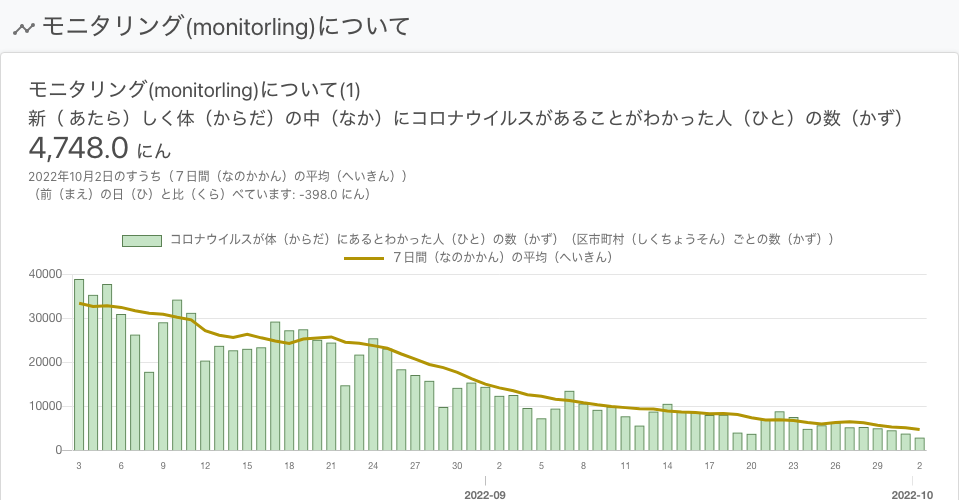 モニタリング(monitorling)について
モニタリング(monitorling)について(1)
新（ あたら）しく体（からだ）の中（なか）にコロナウイルスがあることがわかった人（ひと）の数（かず）
4,748.0 にん
2022年10月2日のすうち（７日間（なのかかん）の平均（へいきん））
（前（まえ）の日（ひ）と比（くら）べています: -398.0 にん）
コロナウイルスが体（からだ）にあるとわかった人（ひと）の数（かず）（区市町村（しくちょうそん）ごとの数（かず））
７日間（なのかかん）の平均（へいきん）
40000
30000
20000
10000
0
3 6 9 12 15 18 21 24 27 30 2 5 8 11 14 17 20 23 26 29 2
2022-09 2022-10